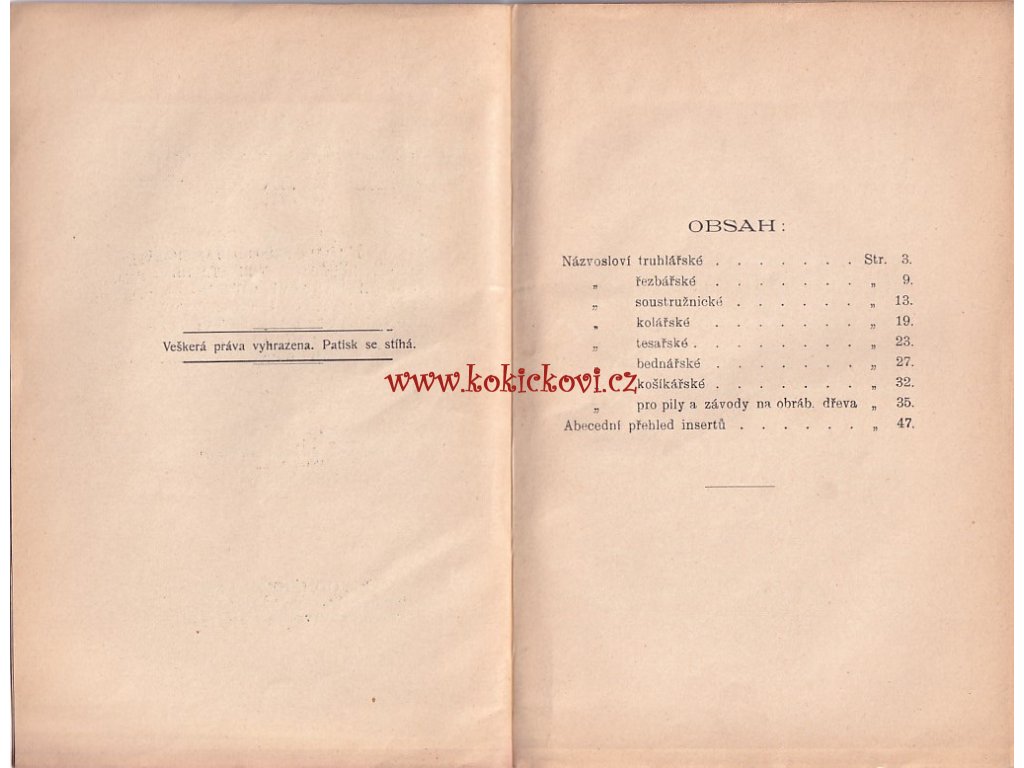 Veškerá práva vyhrazena. Patisk se stíhá.
www.kokickovi.cz
OBSAH:
Názvosloví truhlářské . . . . . . . Str. 3.
„ řezbářské . . . . . . . „ 9.
„ soustružnické . . . . . . „ 13.
„ kolářské . . . . . . . „ 19.
„ tesařské . . . . . . . . „ 23.
„ bednářské . . . . . . . „ 27.
košíkářské . . . . . . . „ 32.
„ pro pily a závody na obráb. dřeva „ 35.
Abecední přehled insertů . . . . . . „ 47.